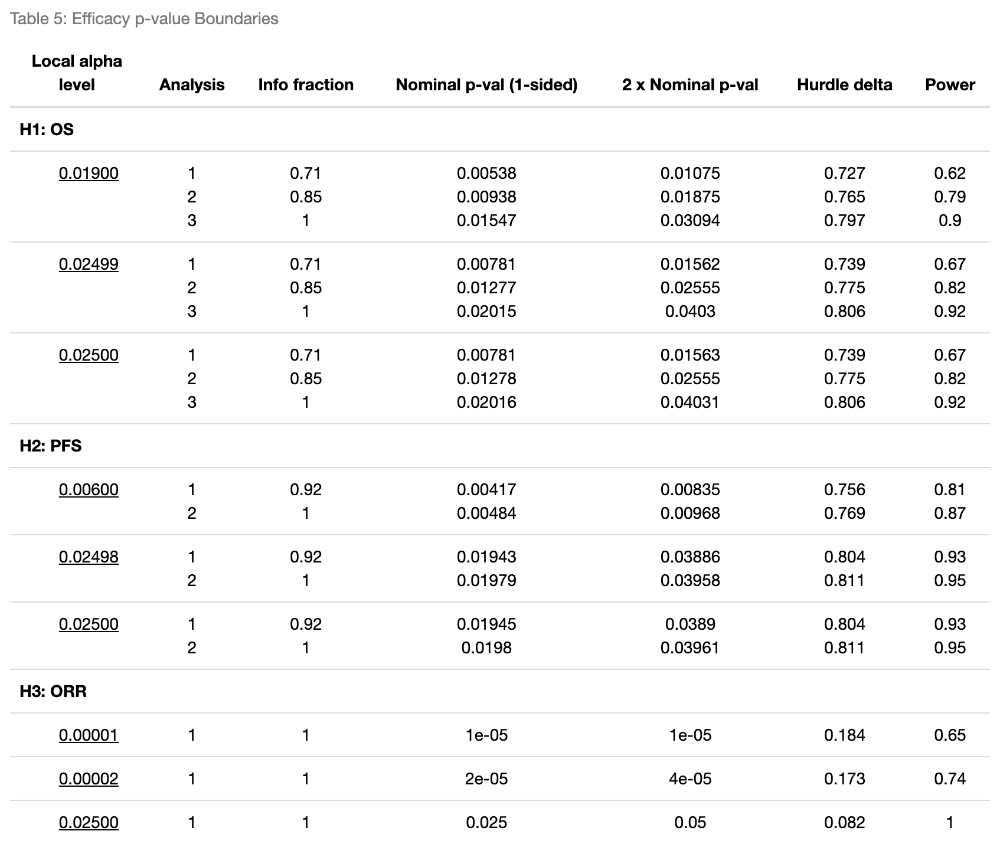 Table 5: Efficacy p-value Boundaries
Local alpha level Analysis Info fraction Nominal p-val (1-sided) 2 x Nominal p-val Hurdle delta Power
H1: OS
0.01900 1 0.71 0.00538 0.01075 0.727 0.62
2 0.85 0.00938 0.01875 0.765 0.79
3 1 0.01547 0.03094 0.797 0.9
0.02499 1 0.71 0.00781 0.01562 0.739 0.67
2 0.85 0.01277 0.02555 0.775 0.82
3 1 0.02015 0.0403 0.806 0.92
0.02500 1 0.71 0.00781 0.01563 0.739 0.67
2 0.85 0.01278 0.02555 0.775 0.82
3 1 0.02016 0.04031 0.806 0.92
H2: PFS
0.00600 1 0.92 0.00417 0.00835 0.756 0.81
2 1 0.00484 0.00968 0.769 0.87
0.02498 1 0.92 0.01943 0.03886 0.804 0.93
2 1 0.01979 0.03958 0.811 0.95
0.02500 1 0.92 0.01945 0.0389 0.804 0.93
2 1 0.0198 0.03961 0.811 0.95
H3: ORR
0.00001 1 1 1e-05 1e-05 0.184 0.65
0.00002 1 1 2e-05 4e-05 0.173 0.74
0.02500 1 1 0.025 0.05 0.082 1